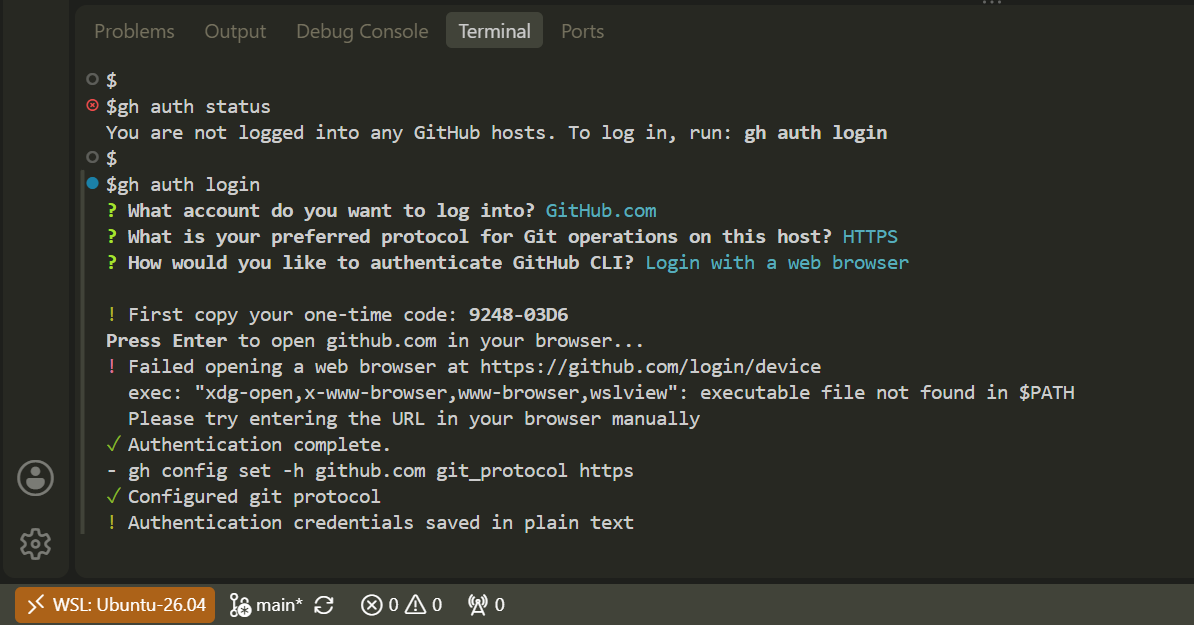 Problems Output Debug Console Terminal Ports
$
$gh auth status
You are not logged into any GitHub hosts. To log in, run: gh auth login
$
$gh auth login
? What account do you want to log into? GitHub.com
? What is your preferred protocol for Git operations on this host? HTTPS
? How would you like to authenticate GitHub CLI? Login with a web browser
! First copy your one-time code: 9248-03D6
Press Enter to open github.com in your browser...
! Failed opening a web browser at https://github.com/login/device
exec: "xdg-open,x-www-browser,www-browser,wslview": executable file not found in $PATH
Please try entering the URL in your browser manually
✓ Authentication complete.
- gh config set -h github.com git_protocol https
✓ Configured git protocol
! Authentication credentials saved in plain text
WSL: Ubuntu-26.04 main* 0 0 0